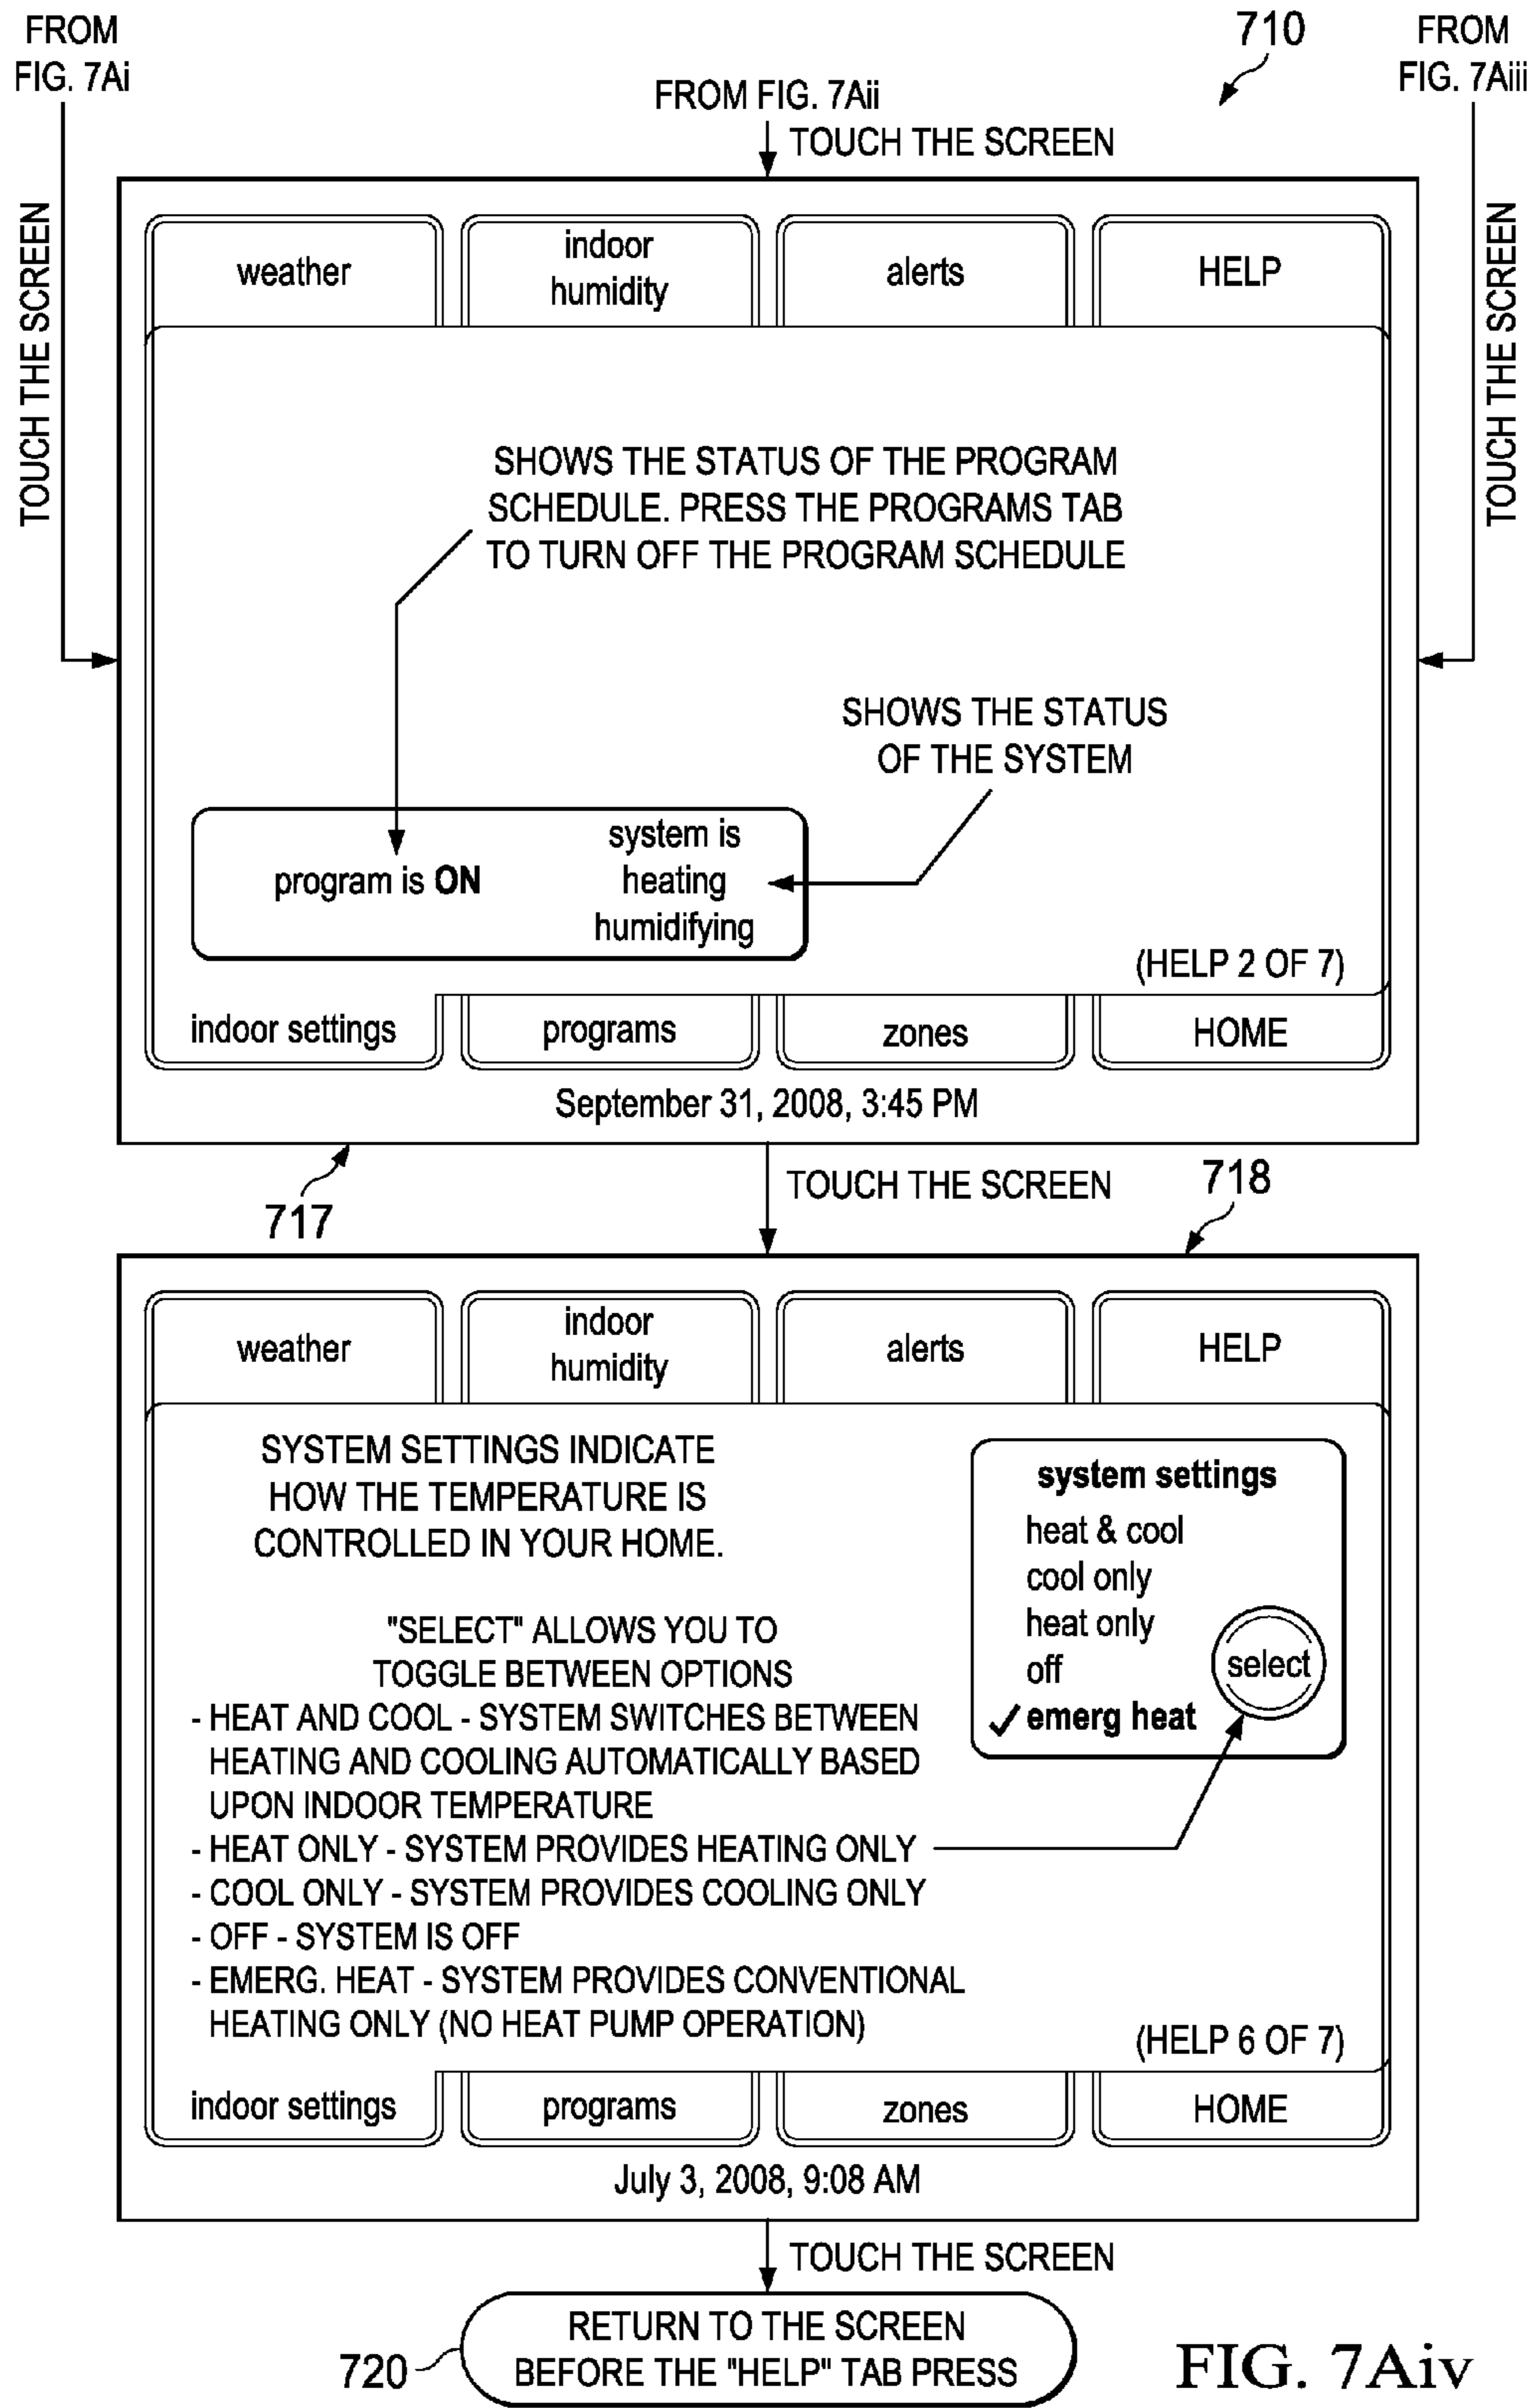 FROM
FIG. 7Ai
FROM FIG. 7Aii
710
FROM
FIG. 7Aiii
TOUCH THE SCREEN
TOUCH THE SCREEN
TOUCH THE SCREEN
weather
indoor
humidity
alerts
HELP
SHOWS THE STATUS OF THE PROGRAM
SCHEDULE. PRESS THE PROGRAMS TAB
TO TURN OFF THE PROGRAM SCHEDULE
SHOWS THE STATUS
OF THE SYSTEM
program is ON
system is
heating
humidifying
(HELP 2 OF 7)
indoor settings
programs
zones
HOME
September 31, 2008, 3:45 PM
717
TOUCH THE SCREEN
718
weather
indoor
humidity
alerts
HELP
SYSTEM SETTINGS INDICATE
HOW THE TEMPERATURE IS
CONTROLLED IN YOUR HOME.
"SELECT" ALLOWS YOU TO
TOGGLE BETWEEN OPTIONS
- HEAT AND COOL - SYSTEM SWITCHES BETWEEN
HEATING AND COOLING AUTOMATICALLY BASED
UPON INDOOR TEMPERATURE
- HEAT ONLY - SYSTEM PROVIDES HEATING ONLY
- COOL ONLY - SYSTEM PROVIDES COOLING ONLY
- OFF - SYSTEM IS OFF
- EMERG. HEAT - SYSTEM PROVIDES CONVENTIONAL
HEATING ONLY (NO HEAT PUMP OPERATION)
system settings
heat & cool
cool only
heat only
off
✓ emerg heat
select
(HELP 6 OF 7)
indoor settings
programs
zones
HOME
July 3, 2008, 9:08 AM
TOUCH THE SCREEN
RETURN TO THE SCREEN
BEFORE THE "HELP" TAB PRESS
720
FIG. 7Aiv